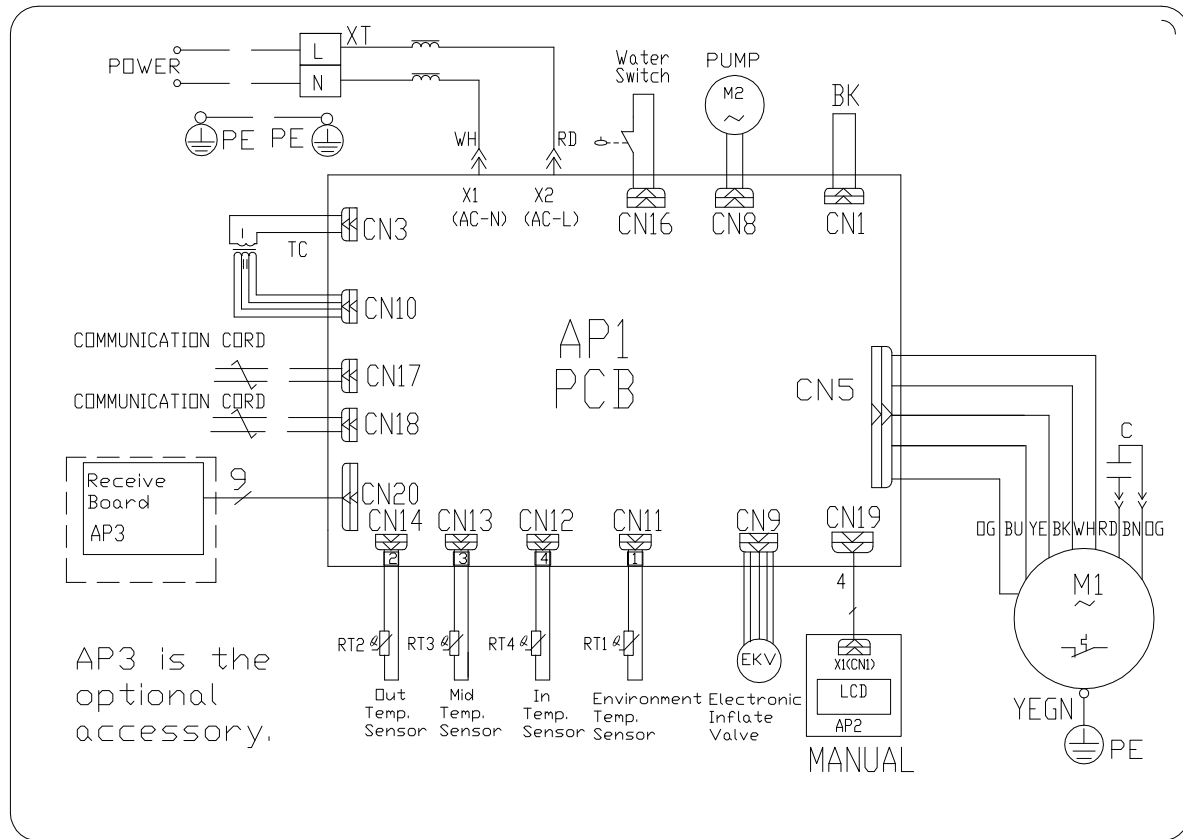 XT
L
POWER
N
PE PE
WH
RD
Water
Switch
PUMP
M2
~
BK
X1
(AC-N)
X2
(AC-L)
CN16
CN8
CN1
CN3
I
II
TC
CN10
COMMUNICATION CORD
CN17
COMMUNICATION CORD
CN18
AP1
PCB
CN5
C
Receive
Board
AP3
9
CN20
CN14
CN13
CN12
CN11
CN9
CN19
2
3
4
1
4
OG BU YE BK WH RD BN OG
M1
~
RT2
RT3
RT4
RT1
EKV
X1(CN1)
LCD
AP2
MANUAL
Out
Temp.
Sensor
Mid
Temp.
Sensor
In
Temp.
Sensor
Environment
Temp.
Sensor
Electronic
Inflate
Valve
YEGN
PE
AP3 is the
optional
accessory.